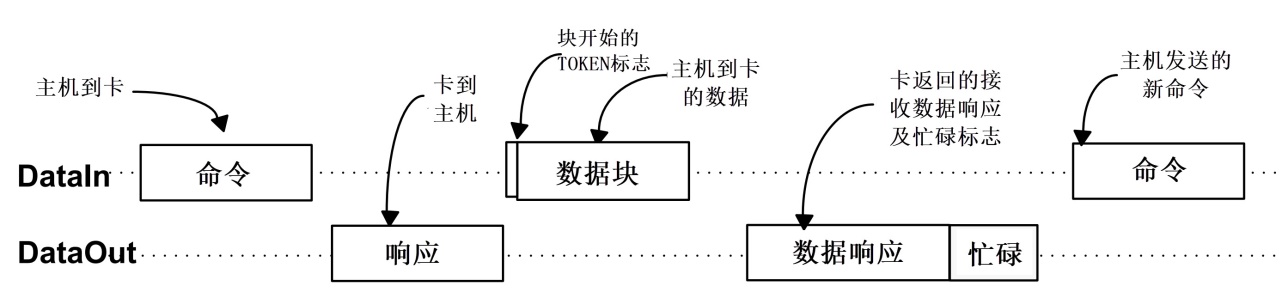 主机到卡
卡到
主机
块开始的
TOKEN标志
主机到卡
的数据
卡返回的接
收数据响应
及忙碌标志
主机发送的
新命令
DataIn
命令
数据块
命令
DataOut
响应
数据响应
忙碌